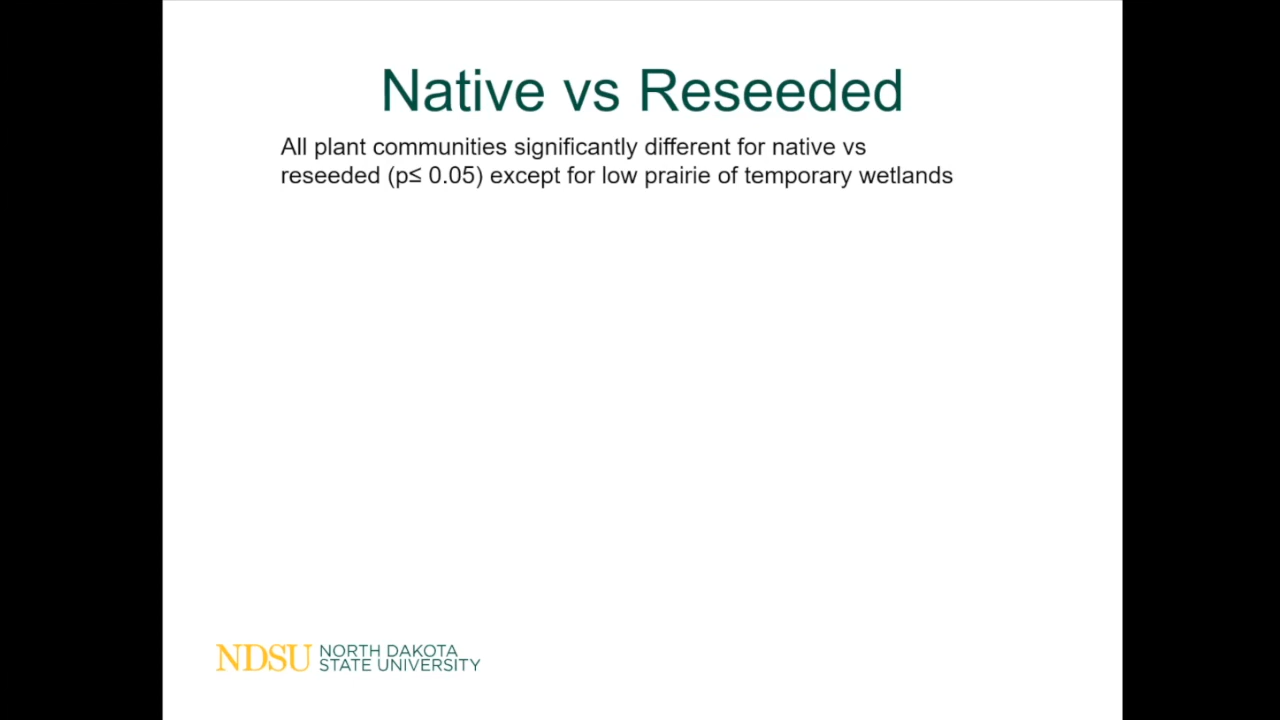 Native vs Reseeded
All plant communities significantly different for native vs
reseeded (p≤ 0.05) except for low prairie of temporary wetlands
NDSU NORTH DAKOTA
STATE UNIVERSITY